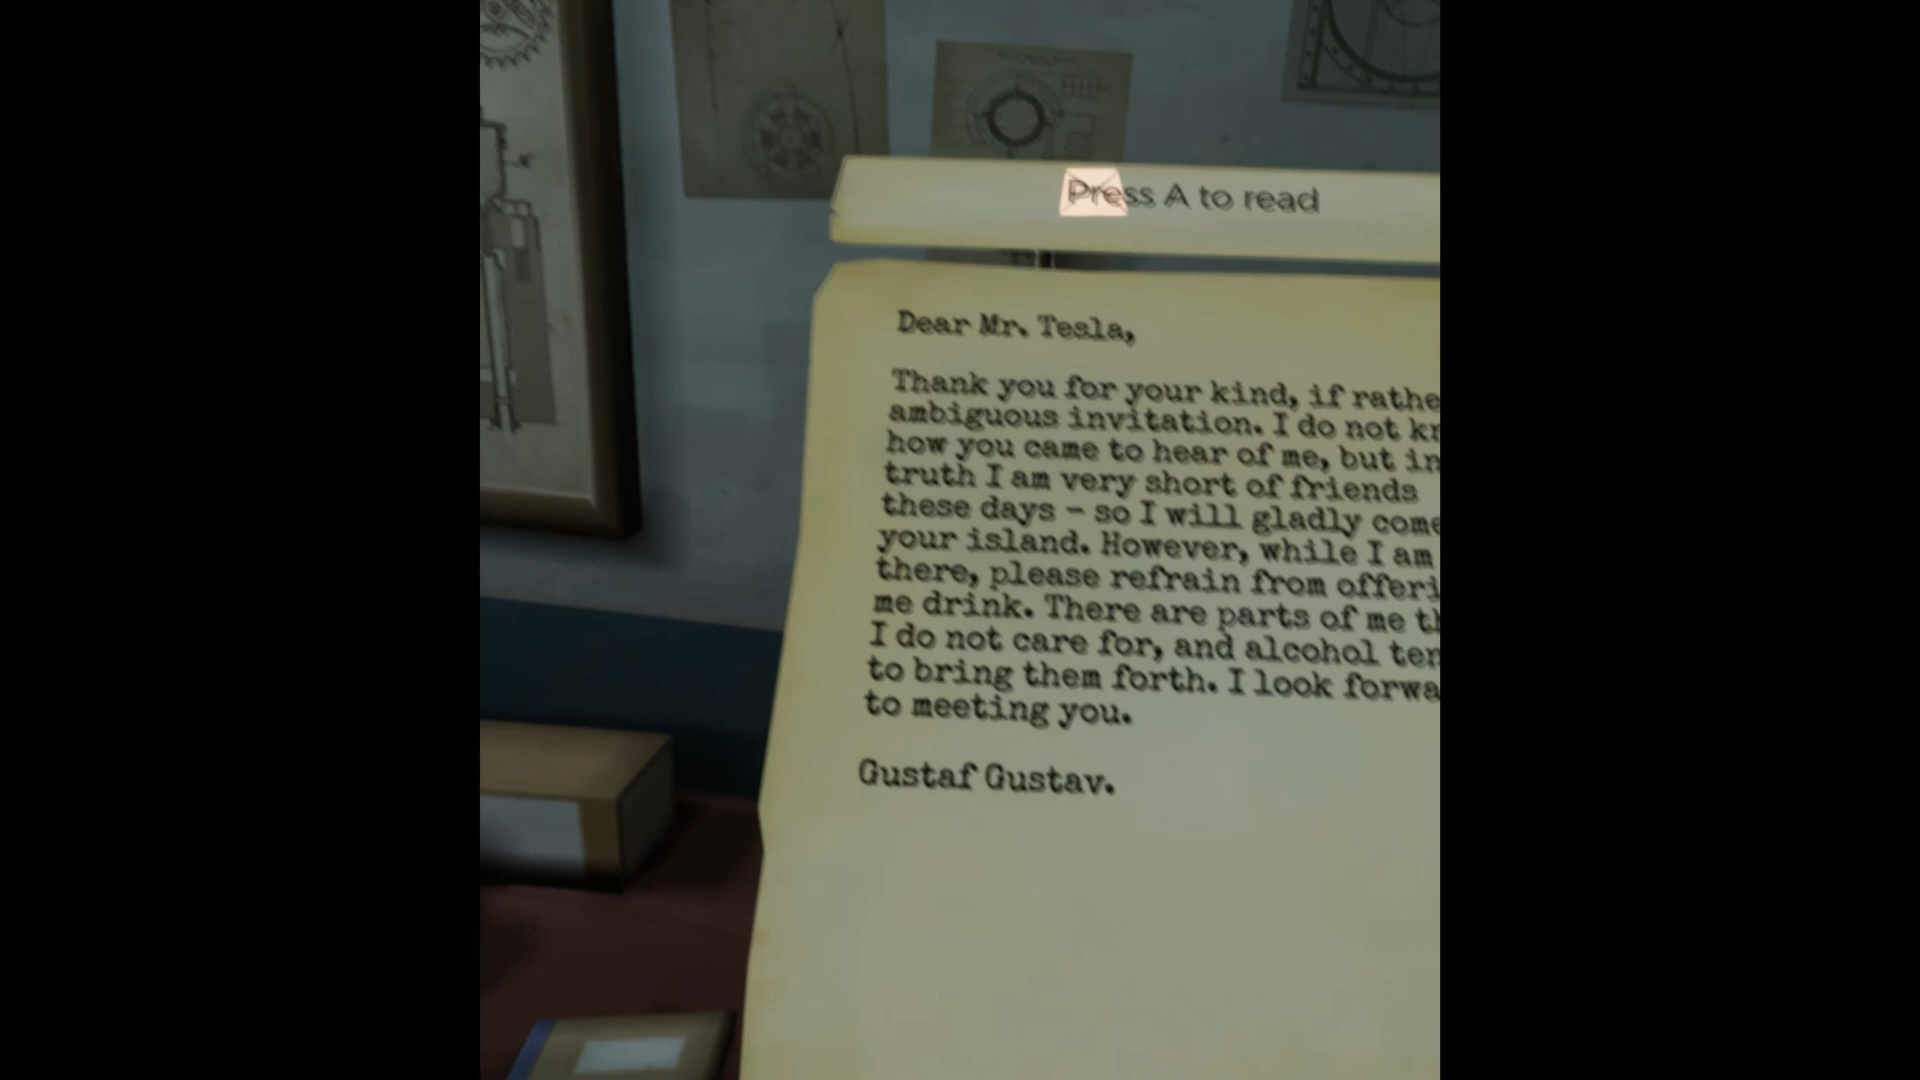 Press A to read
Dear Mr. Tesla,
Thank you for your kind, if rathe
ambiguous invitation. I do not
how you came to hear of me, but in
truth I am very short of friends
these days - so I will gladly come
your island. However, while I am
there, please refrain from offeri
me drink. There are parts of me
I do not care for, and alcohol
to bring them forth. I look forwa
to meeting you.
Gustaf Gustav.